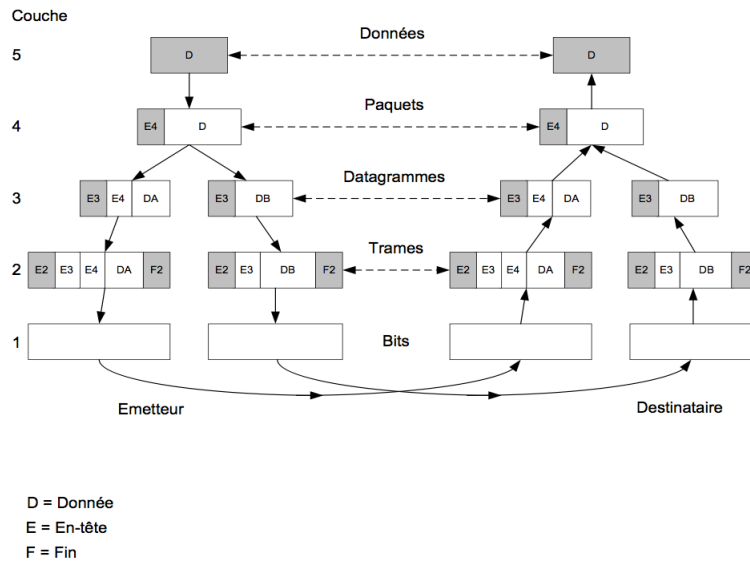 Couche
Données
5 D D
Paquets
4 E4 D E4 D
Datagrammes
3 E3 E4 DA E3 DB E3 E4 DA E3 DB
Trames
2 E2 E3 E4 DA F2 E2 E3 DB F2 E2 E3 E4 DA F2 E2 E3 DB F2
1 Bits
Emetteur Destinataire
D = Donnée
E = En-tête
F = Fin